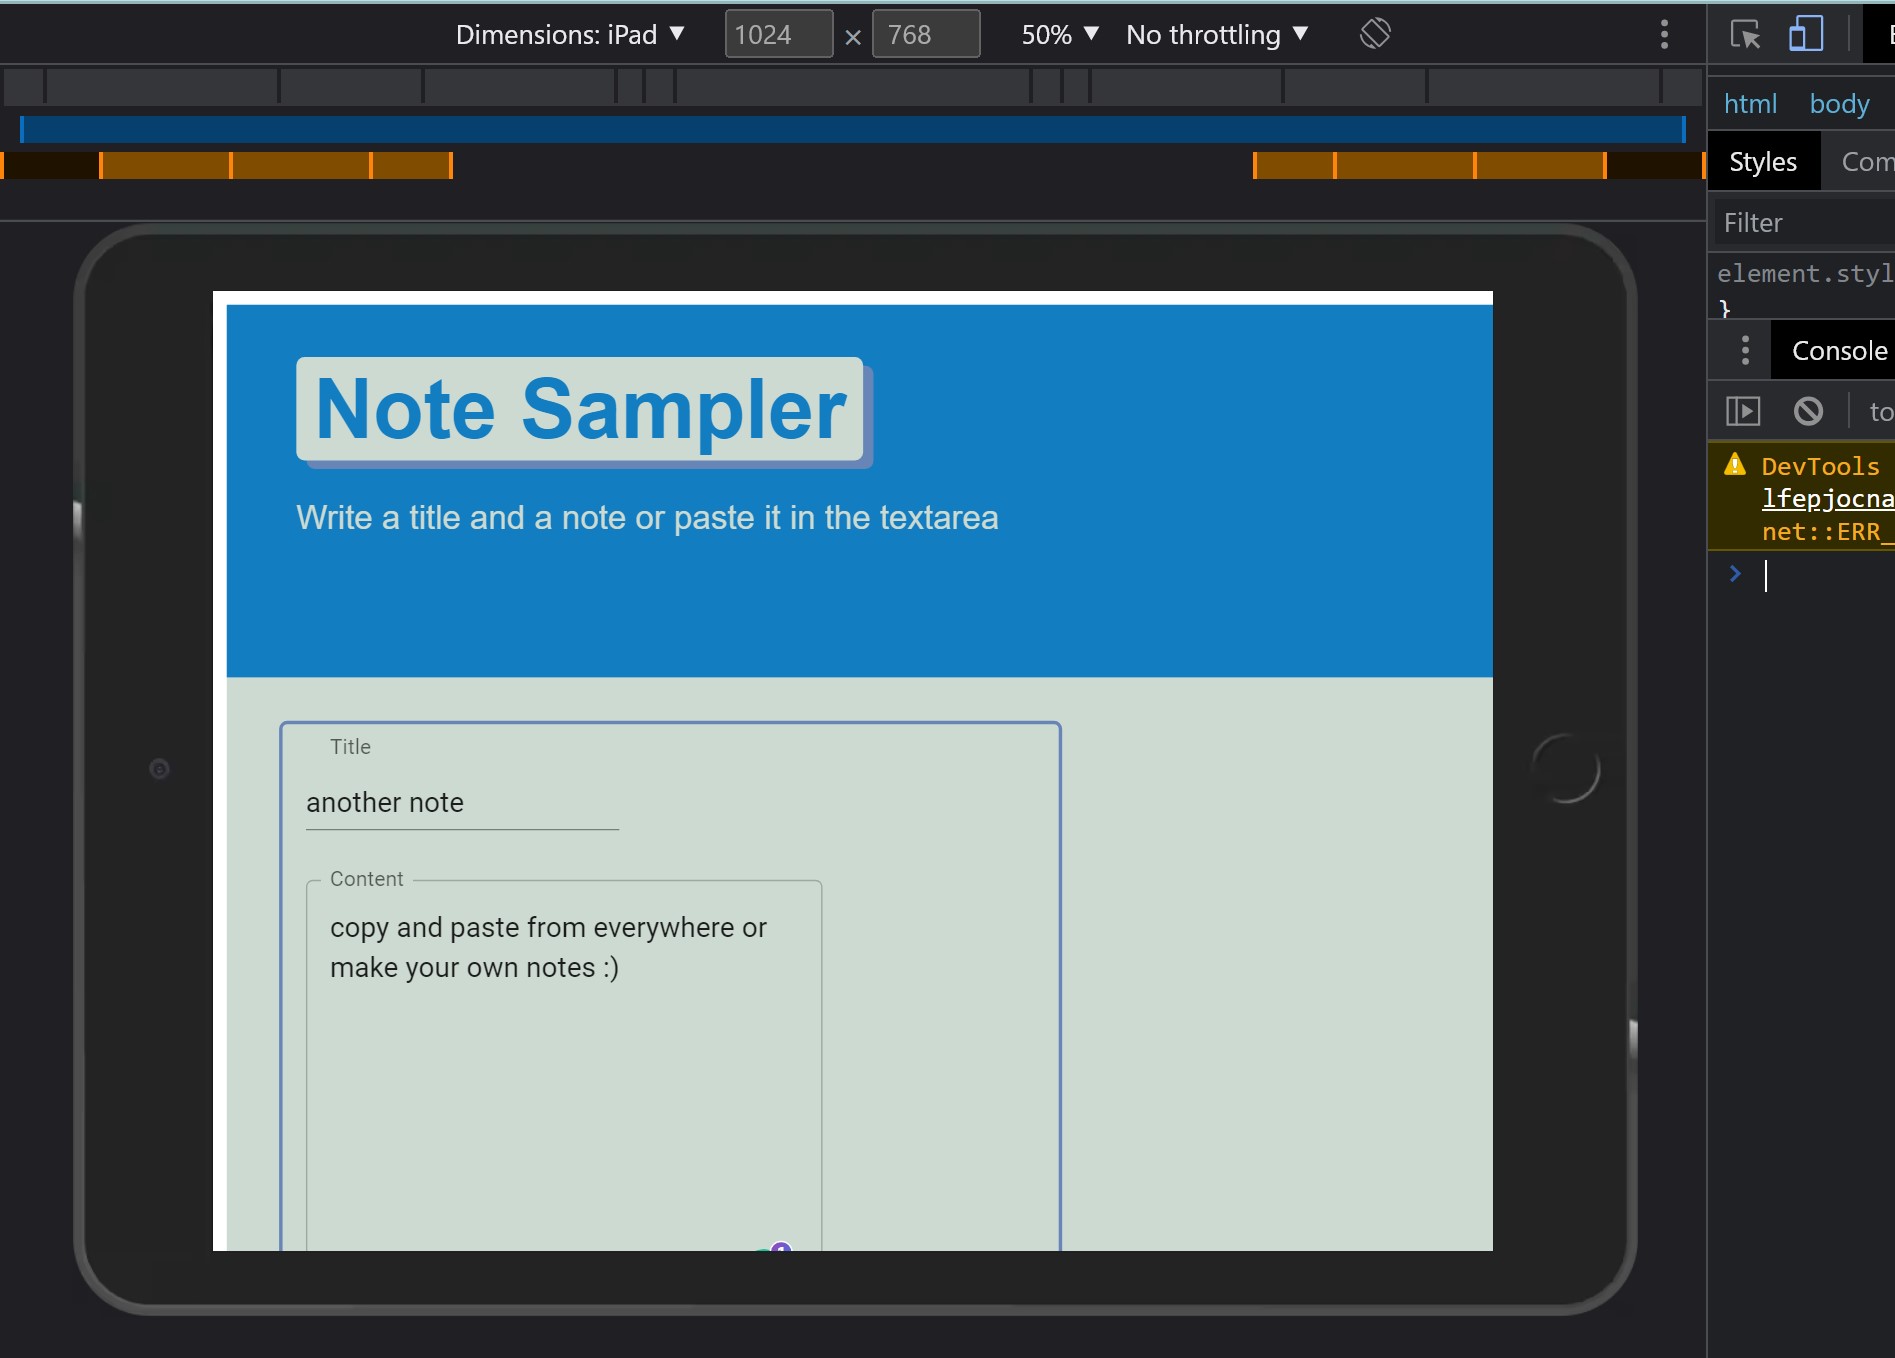 Dimensions: iPad ▼ 1024 × 768 50% ▼ No throttling ▼
html body
Styles
Filter
element.styl
}
Console
DevTools
lfepjocna
net::ERR_
Note Sampler
Write a title and a note or paste it in the textarea
Title
another note
Content
copy and paste from everywhere or
make your own notes :)